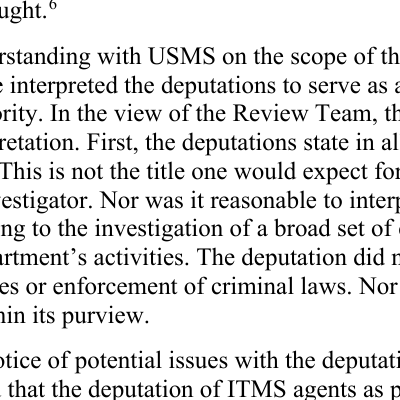 ught.6
rstanding with USMS on the scope of th
e interpreted the deputations to serve as a
ority. In the view of the Review Team, th
retation. First, the deputations state in al
This is not the title one would expect for
vestigator. Nor was it reasonable to interp
ng to the investigation of a broad set of
artment’s activities. The deputation did n
es or enforcement of criminal laws. Nor
hin its purview.
otice of potential issues with the deputati
that the deputation of ITMS agents as p